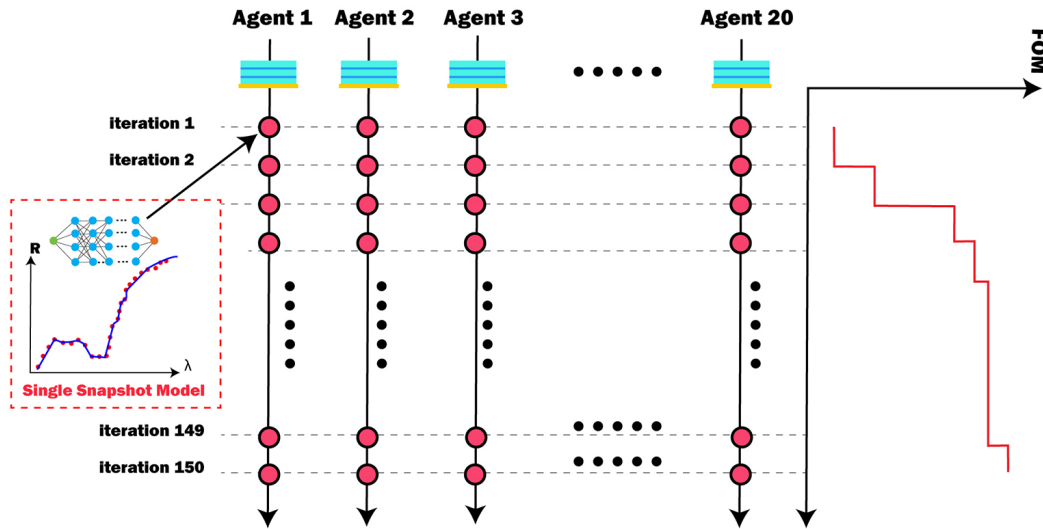 Agent 1
Agent 2
Agent 3
Agent 20
FOM
iteration 1
iteration 2
R
λ
Single Snapshot Model
iteration 149
iteration 150